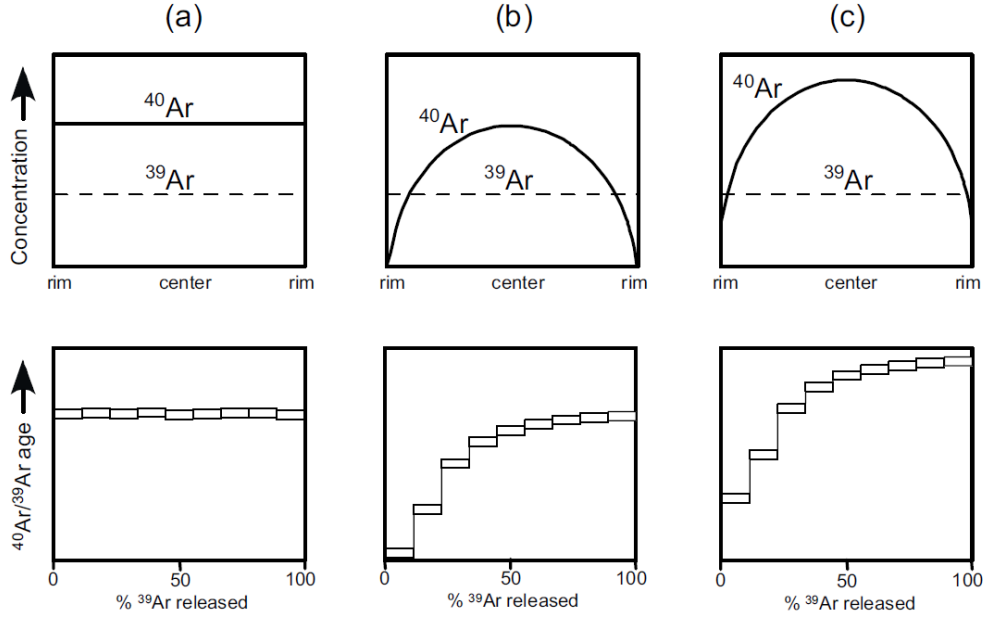 (a)
(b)
(c)
Concentration
⁴⁰Ar
³⁹Ar
rim
center
rim
⁴⁰Ar
³⁹Ar
rim
center
rim
⁴⁰Ar
³⁹Ar
rim
center
rim
⁴⁰Ar/³⁹Ar age
0
50
100
% ³⁹Ar released
0
50
100
% ³⁹Ar released
0
50
100
% ³⁹Ar released